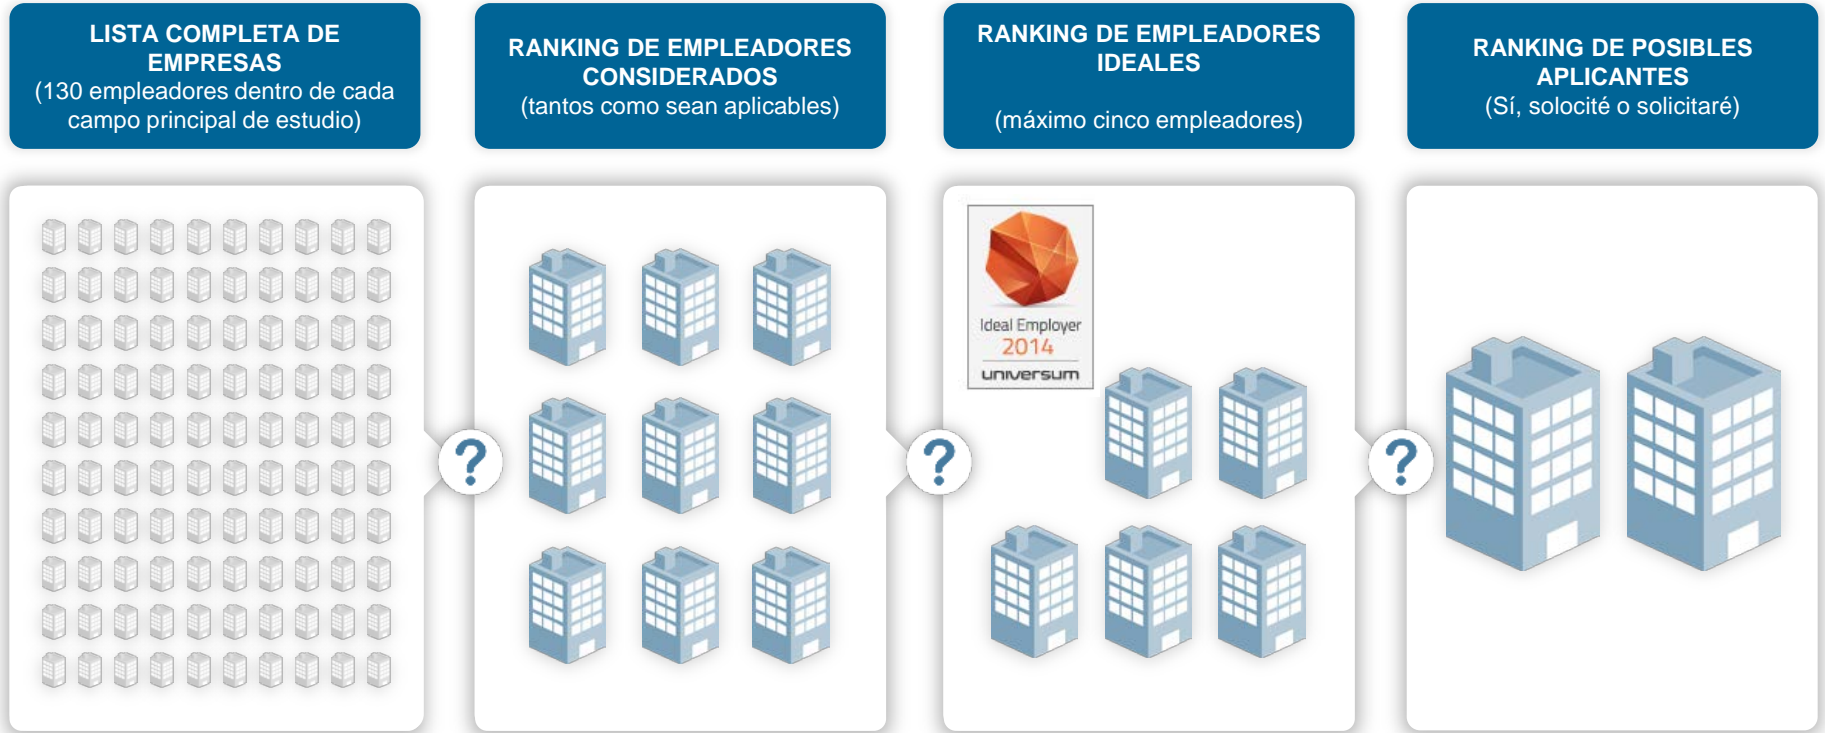 LISTA COMPLETA DE
EMPRESAS
(130 empleadores dentro de cada
campo principal de estudio)
RANKING DE EMPLEADORES
CONSIDERADOS
(tantos como sean aplicables)
RANKING DE EMPLEADORES
IDEALES
(máximo cinco empleadores)
RANKING DE POSIBLES
APLICANTES
(Sí, solocité o solicitaré)
Ideal Employer
2014
universum
?
?
?